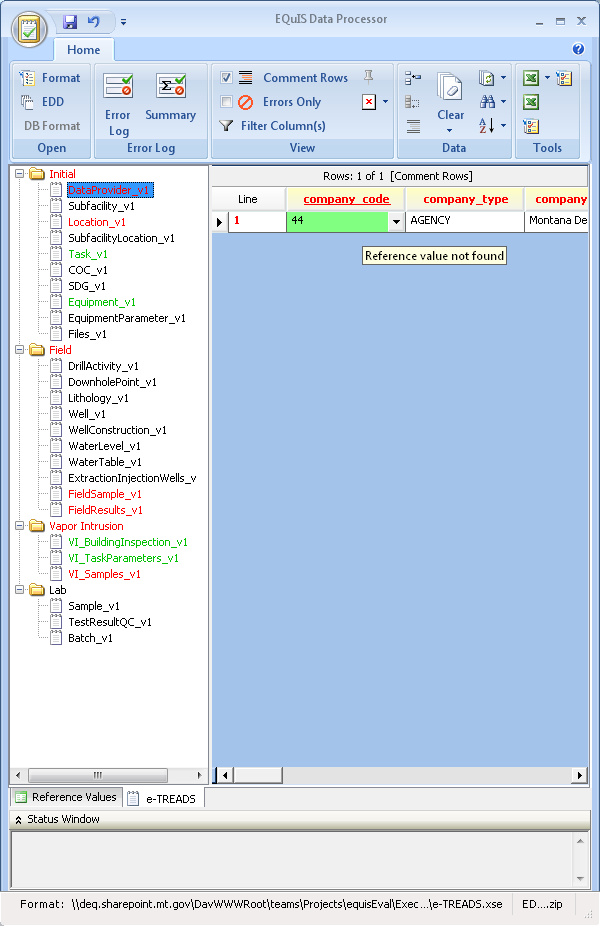 EQuIS Data Processor
Home
Format
EDD
DB Format
Open
Error Log
Summary
Error Log
Comment Rows
Errors Only
Filter Column(s)
View
Clear
Data
Tools
Initial
DataProvider_v1
Subfacility_v1
Location_v1
SubfacilityLocation_v1
Task_v1
COC_v1
SDG_v1
Equipment_v1
EquipmentParameter_v1
Files_v1
Field
DrillActivity_v1
DownholePoint_v1
Lithology_v1
Well_v1
WellConstruction_v1
WaterLevel_v1
WaterTable_v1
ExtractionInjectionWells_v
FieldSample_v1
FieldResults_v1
Vapor Intrusion
VI_BuildingInspection_v1
VI_TaskParameters_v1
VI_Samples_v1
Lab
Sample_v1
TestResultQC_v1
Batch_v1
Rows: 1 of 1 [Comment Rows]
Line company_code company_type company
1 44 AGENCY Montana De
Reference value not found
Reference Values e-TREADS
Status Window
Format: \\deq.sharepoint.mt.gov\DavWWWRoot\teams\Projects\equisEval\Exec...\e-TREADS.xse ED....zip